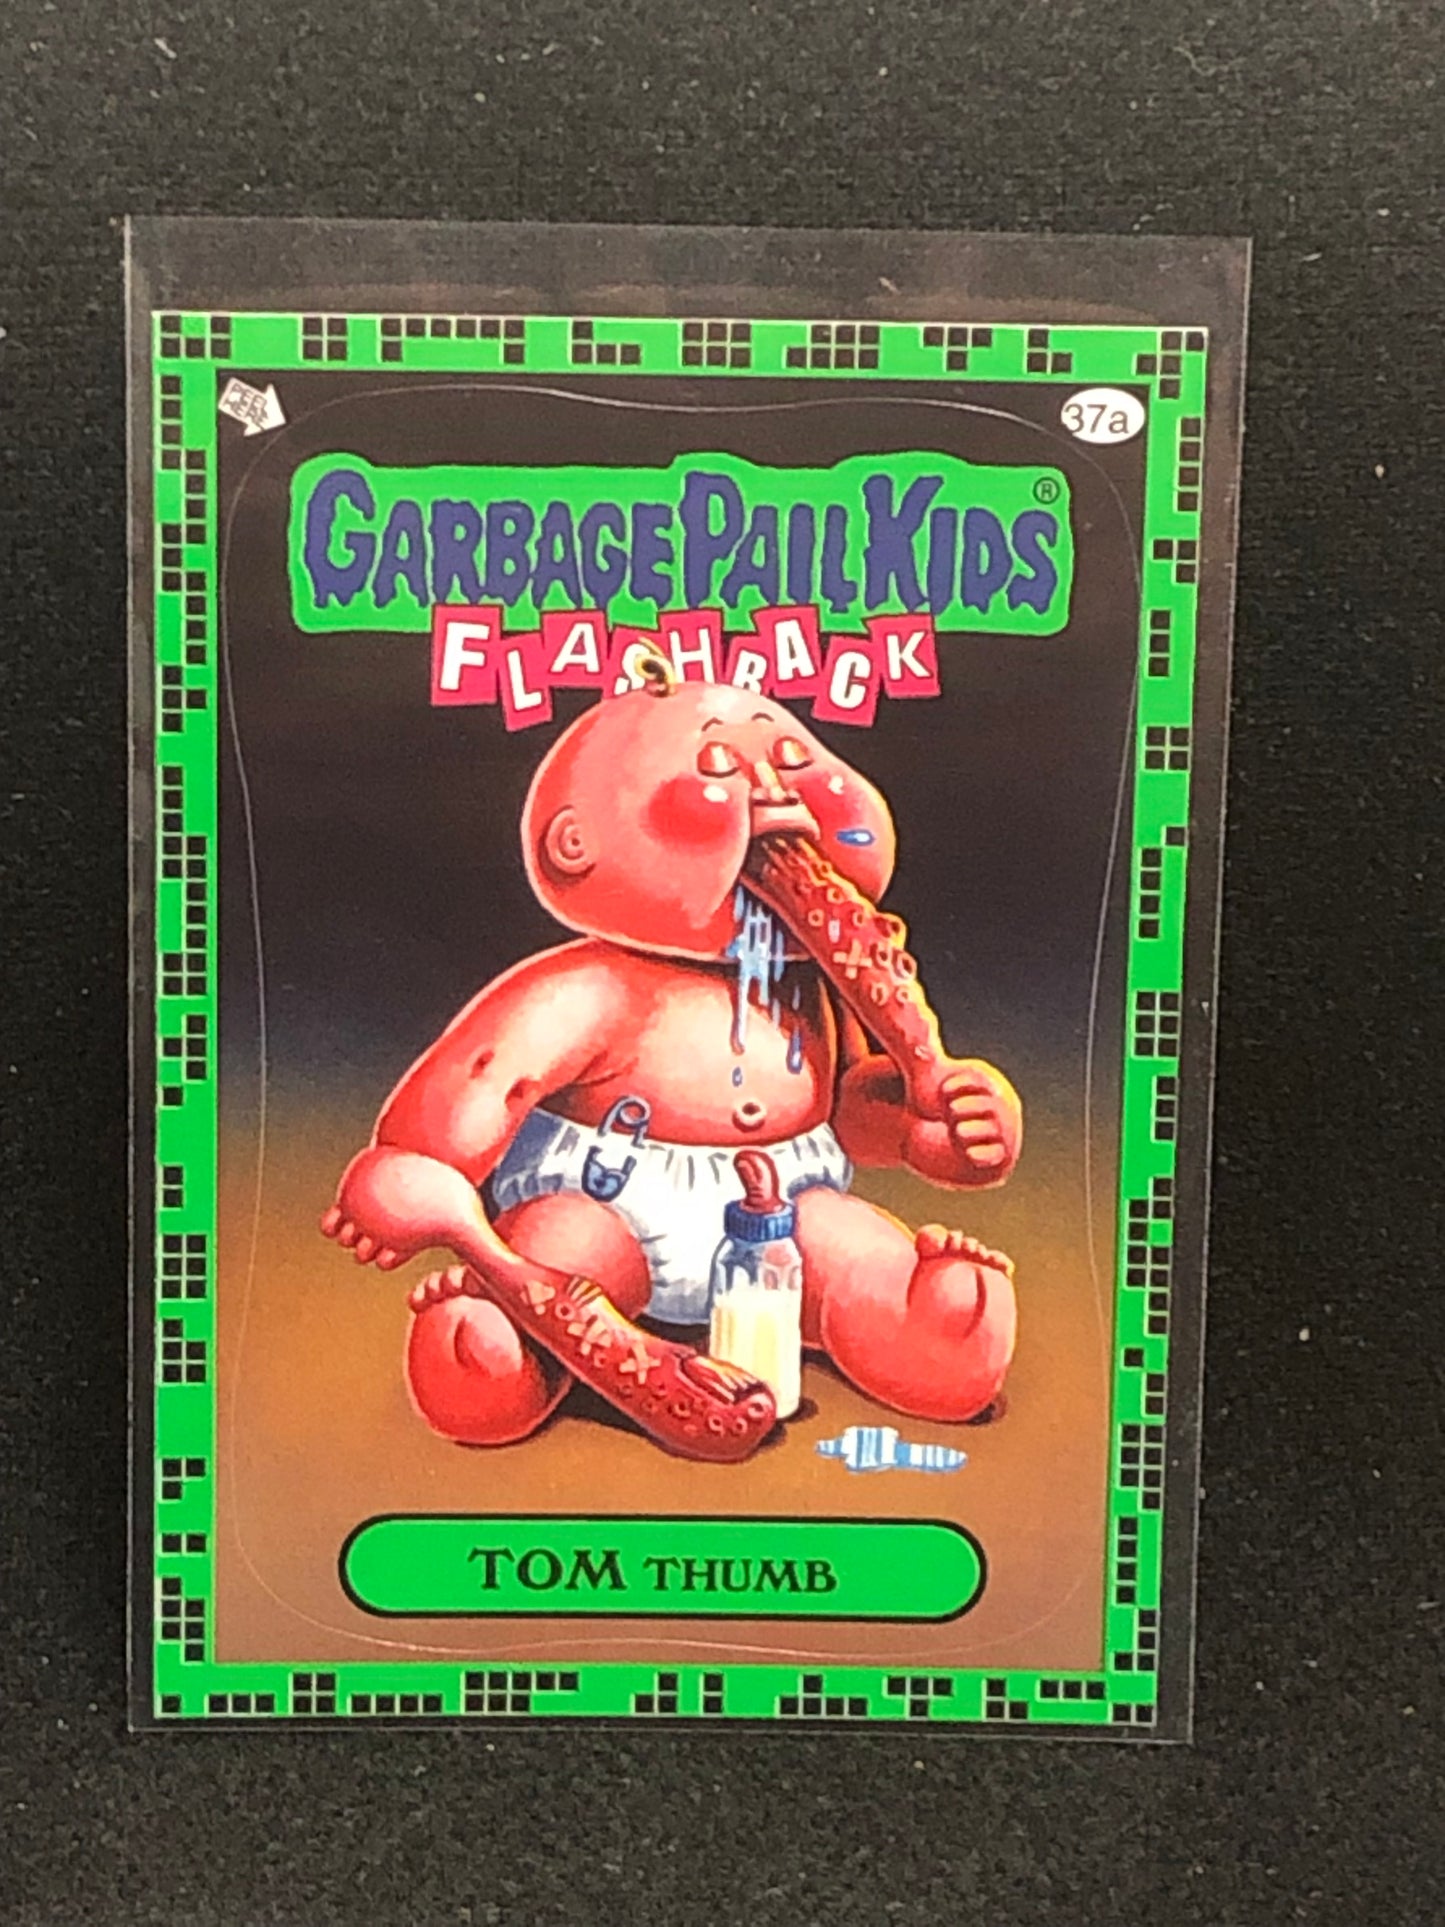 37a
GARBAGE PAIL KIDS®
FLASHBACK
TOM THUMB